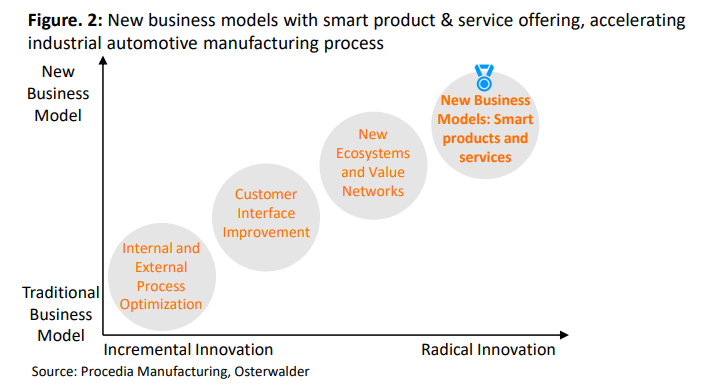 Figure. 2: New business models with smart product & service offering, accelerating
industrial automotive manufacturing process
New
Business
Model
New Business
Models: Smart
products and
services
New
Ecosystems
and Value
Networks
Customer
Interface
Improvement
Internal and
External
Process
Optimization
Traditional
Business
Model
Incremental Innovation
Radical Innovation
Source: Procedia Manufacturing, Osterwalder